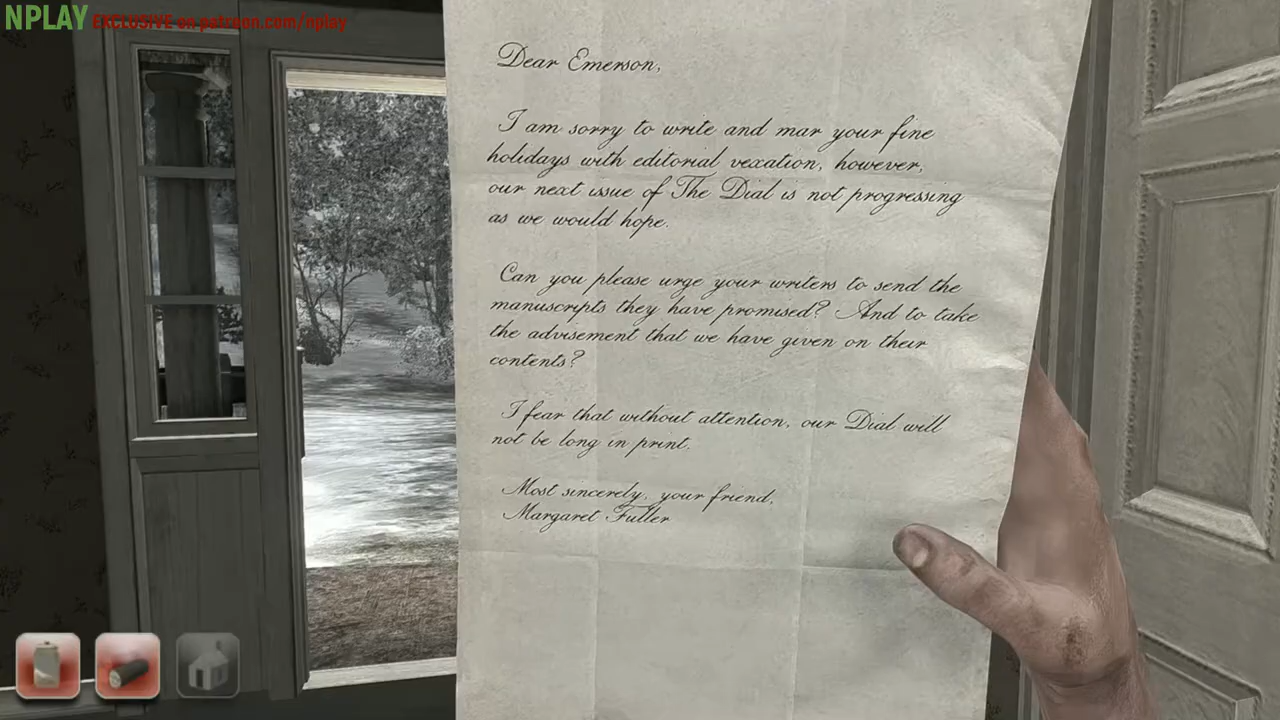 NPLAY EXCLUSIVE on patreon.com/nplay
Dear Emerson,
I am sorry to write and mar your fine
holidays with editorial vexation, however,
our next issue of The Dial is not progressing
as we would hope.
Can you please urge your writers to send the
manuscripts they have promised? And to take
the advisement that we have given on their
contents?
I fear that without attention, our Dial will
not be long in print.
Most sincerely, your friend,
Margaret Fuller